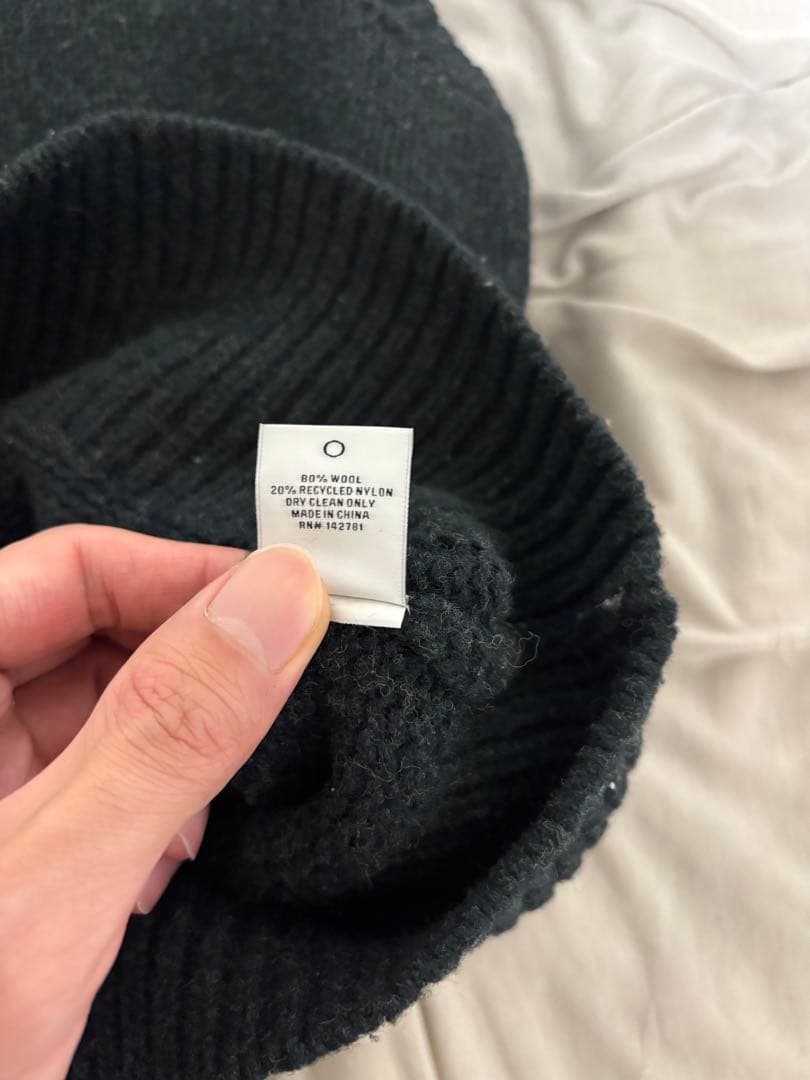 O
80% WOOL
20% RECYCLED NYLON
DRY CLEAN ONLY
MADE IN CHINA
RN# 142781